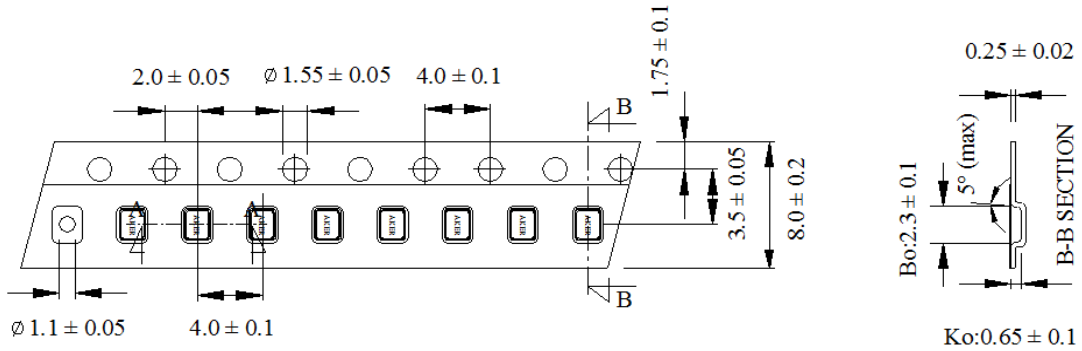 2.0 ± 0.05
⌀ 1.55 ± 0.05
4.0 ± 0.1
1.75 ± 0.1
B
3.5 ± 0.05
8.0 ± 0.2
A
A
B
⌀ 1.1 ± 0.05
4.0 ± 0.1
0.25 ± 0.02
5° (max)
Bo:2.3 ± 0.1
B-B SECTION
Ko:0.65 ± 0.1